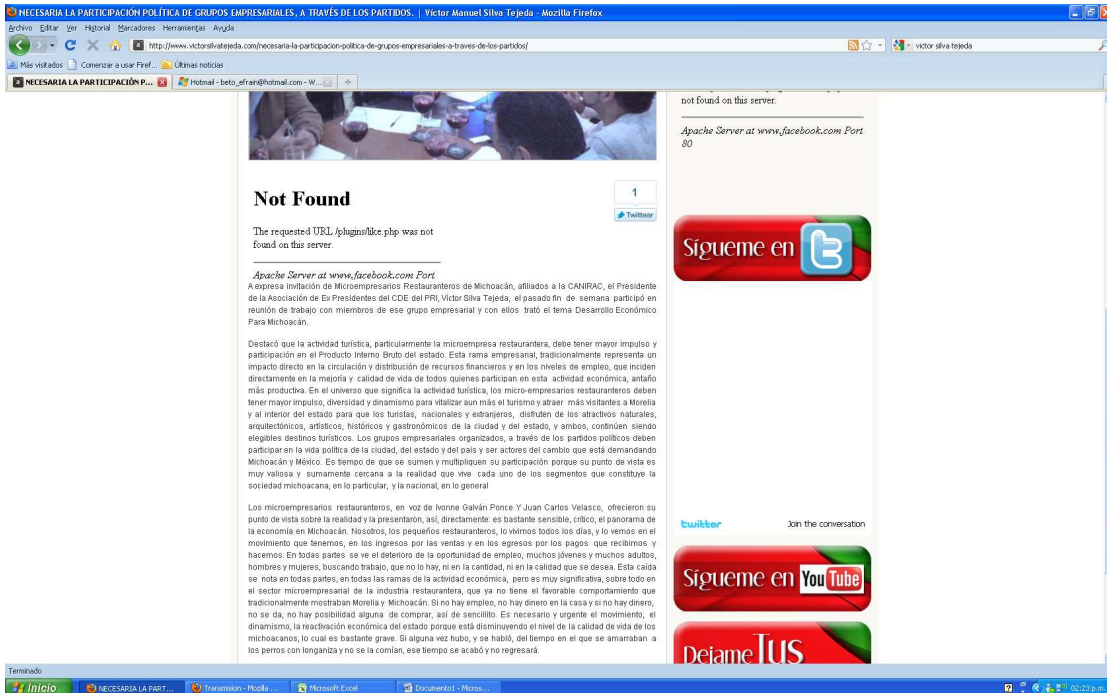 NECESARIA LA PARTICIPACIÓN POLÍTICA DE GRUPOS EMPRESARIALES, A TRAVÉS DE LOS PARTIDOS. | Víctor Manuel Silva Tejeda - Mozilla Firefox
Archivo Editar Ver Historial Marcadores Herramientas Ayuda
http://www.victorsilvatejeda.com/necesaria-la-participacion-politica-de-grupos-empresariales-a-traves-de-los-partidos/
victor silva tejeda
Más visitados Comenzar a usar Firef... Últimas noticias
NECESARIA LA PARTICIPACIÓN P... Hotmail - beto_efrain@hotmail.com - W...
not found on this server.
Apache Server at www.facebook.com Port
80
Not Found
1
Twittear
The requested URL /plugins/like.php was not
found on this server.
Apache Server at www.facebook.com Port
A expresa invitación de Microempresarios Restauranteros de Michoacán, afiliados a la CANIRAC, el Presidente
de la Asociación de Ex Presidentes del CDE del PRI, Víctor Silva Tejeda, el pasado fin de semana participó en
reunión de trabajo con miembros de ese grupo empresarial y con ellos trató el tema Desarrollo Económico
Para Michoacán.
Destacó que la actividad turística, particularmente la microempresa restaurantera, debe tener mayor impulso y
participación en el Producto Interno Bruto del estado. Esta rama empresarial, tradicionalmente representa un
impacto directo en la circulación y distribución de recursos financieros y en los niveles de empleo, que inciden
directamente en la mejoría y calidad de vida de todos quienes participan en esta actividad económica, antaño
más productiva. En el universo que significa la actividad turística, los micro-empresarios restauranteros deben
tener mayor impulso, diversidad y dinamismo para vitalizar aun más el turismo y atraer más visitantes a Morelia
y al interior del estado para que los turistas, nacionales y extranjeros, disfruten de los atractivos naturales,
arquitectónicos, artísticos, históricos y gastronómicos de la ciudad y del estado, y ambos, continúen siendo
elegibles destinos turísticos. Los grupos empresariales organizados, a través de los partidos políticos deben
participar en la vida política de la ciudad, del estado y del país y ser actores del cambio que está demandando
Michoacán y México. Es tiempo de que se sumen y multipliquen su participación porque su punto de vista es
muy valiosa y sumamente cercana a la realidad que vive cada uno de los segmentos que constituye la
sociedad michoacana, en lo particular, y la nacional, en lo general
Los microempresarios restauranteros, en voz de Ivonne Galván Ponce Y Juan Carlos Velasco, ofrecieron su
punto de vista sobre la realidad y la presentaron, así, directamente: es bastante sensible, crítico, el panorama de
la economía en Michoacán. Nosotros, los pequeños restauranteros, lo vivimos todos los días, y lo vemos en el
movimiento que tenemos, en los ingresos por las ventas y en los egresos por los pagos que recibimos y
hacemos. En todas partes se ve el deterioro de la oportunidad de empleo, muchos jóvenes y muchos adultos,
hombres y mujeres, buscando trabajo, que no lo hay, ni en la cantidad, ni en la calidad que se desea. Esta caída
se nota en todas partes, en todas las ramas de la actividad económica, pero es muy significativa, sobre todo en
el sector microempresarial de la industria restaurantera, que ya no tiene el favorable comportamiento que
tradicionalmente mostraban Morelia y Michoacán. Si no hay empleo, no hay dinero en la casa y si no hay dinero,
no se da, no hay posibilidad alguna de comprar, así de sencillito. Es necesario y urgente el movimiento, el
dinamismo, la reactivación económica del estado porque está disminuyendo el nivel de la calidad de vida de los
michoacanos, lo cual es bastante grave. Si alguna vez hubo, y se habló, del tiempo en el que se amarraban a
los perros con longaniza y no se la comían, ese tiempo se acabó y no regresará.
Sígueme en
twitter Join the conversation
Sígueme en YouTube
Dejame TUS
Terminado
Inicio NECESARIA LA PART... Transmision - Mozilla ... Microsoft Excel Documento1 - Micros... 02:23 p.m.